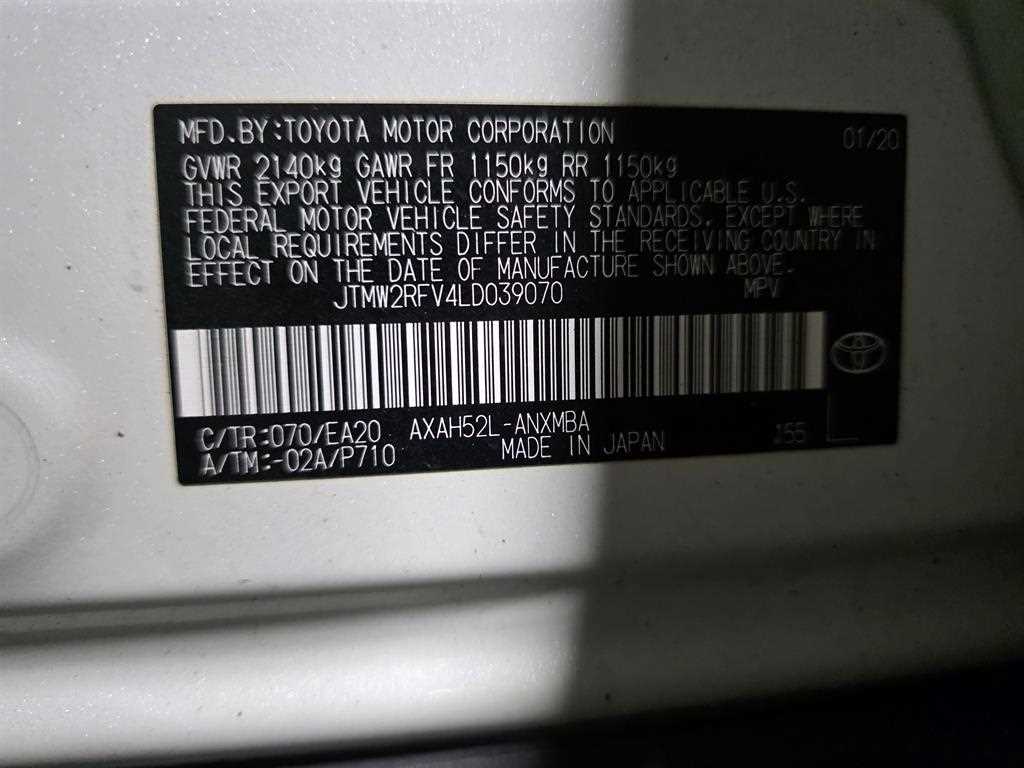 MFD.BY:TOYOTA MOTOR CORPORATION 01/20
GVWR 2140kg GAWR FR 1150kg RR 1150kg
THIS EXPORT VEHICLE CONFORMS TO APPLICABLE U.S.
FEDERAL MOTOR VEHICLE SAFETY STANDARDS, EXCEPT WHERE
LOCAL REQUIREMENTS DIFFER IN THE RECEIVING COUNTRY IN
EFFECT ON THE DATE OF MANUFACTURE SHOWN ABOVE.
JTMW2RFV4LD039070 MPV
C/TR:070/EA20 AXAH52L-ANXMBA
A/TM:-02A/P710 MADE IN JAPAN